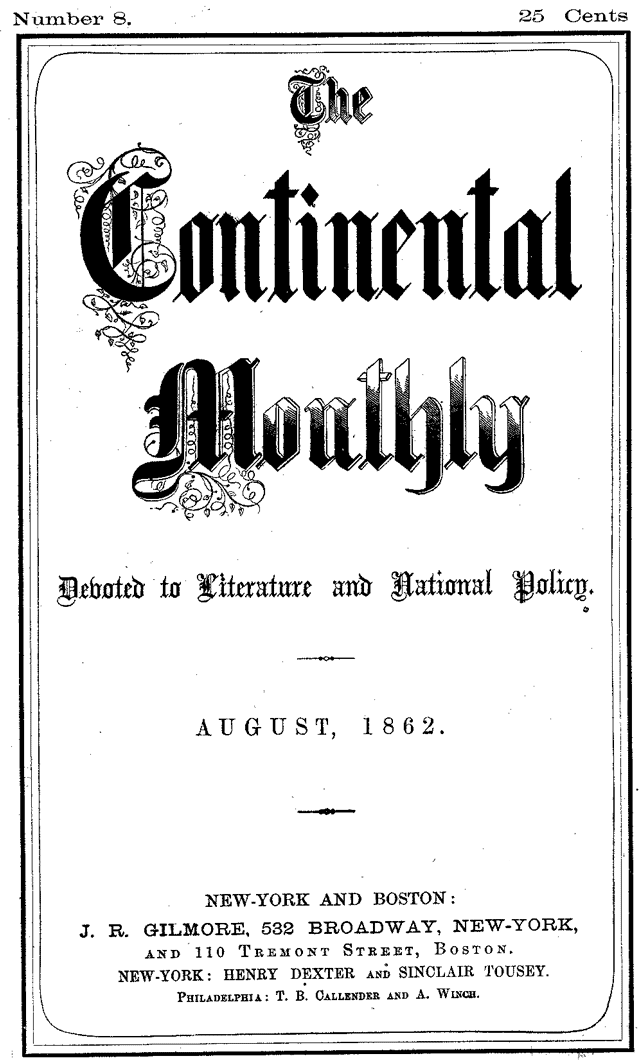 Number 8. 25 Cents
The
Continental
Monthly
Devoted to Literature and National Policy.
AUGUST, 1862.
NEW-YORK AND BOSTON:
J. R. GILMORE, 532 BROADWAY, NEW-YORK,
AND 110 TREMONT STREET, BOSTON.
NEW-YORK: HENRY DEXTER AND SINCLAIR TOUSEY.
PHILADELPHIA: T. B. CALLENDER AND A. WINCH.